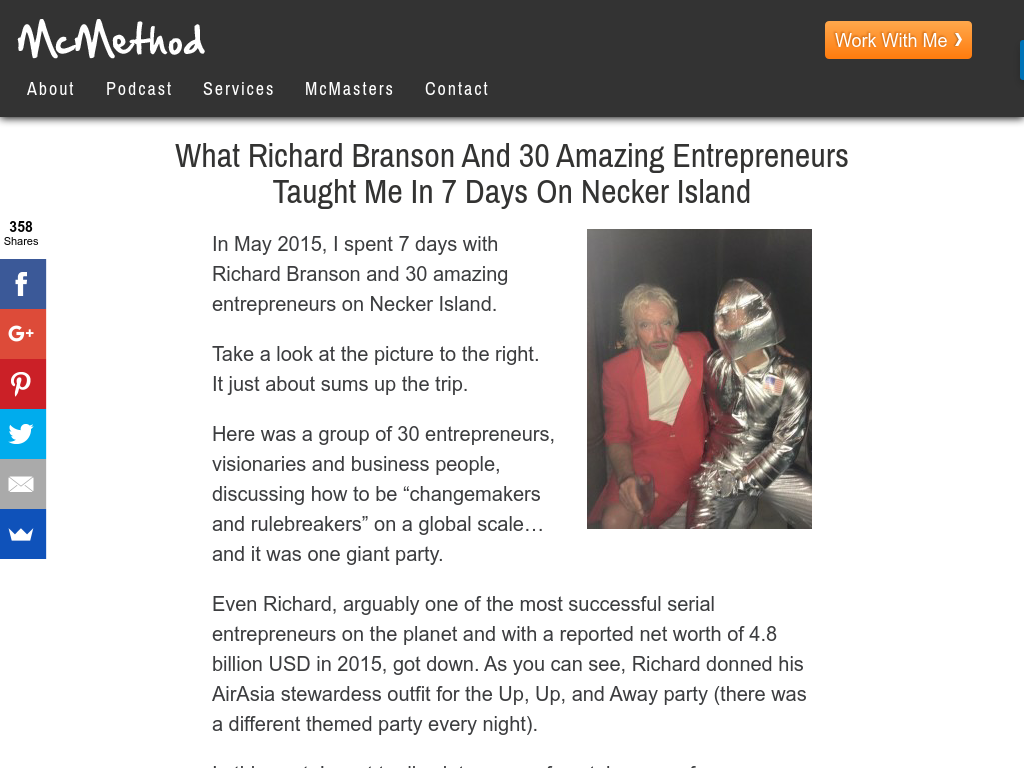 McMethod
Work With Me ❯
About Podcast Services McMasters Contact
What Richard Branson And 30 Amazing Entrepreneurs
Taught Me In 7 Days On Necker Island
358
Shares
In May 2015, I spent 7 days with
Richard Branson and 30 amazing
entrepreneurs on Necker Island.
Take a look at the picture to the right.
It just about sums up the trip.
Here was a group of 30 entrepreneurs,
visionaries and business people,
discussing how to be “changemakers
and rulebreakers” on a global scale…
and it was one giant party.
Even Richard, arguably one of the most successful serial
entrepreneurs on the planet and with a reported net worth of 4.8
billion USD in 2015, got down. As you can see, Richard donned his
AirAsia stewardess outfit for the Up, Up, and Away party (there was
a different themed party every night).